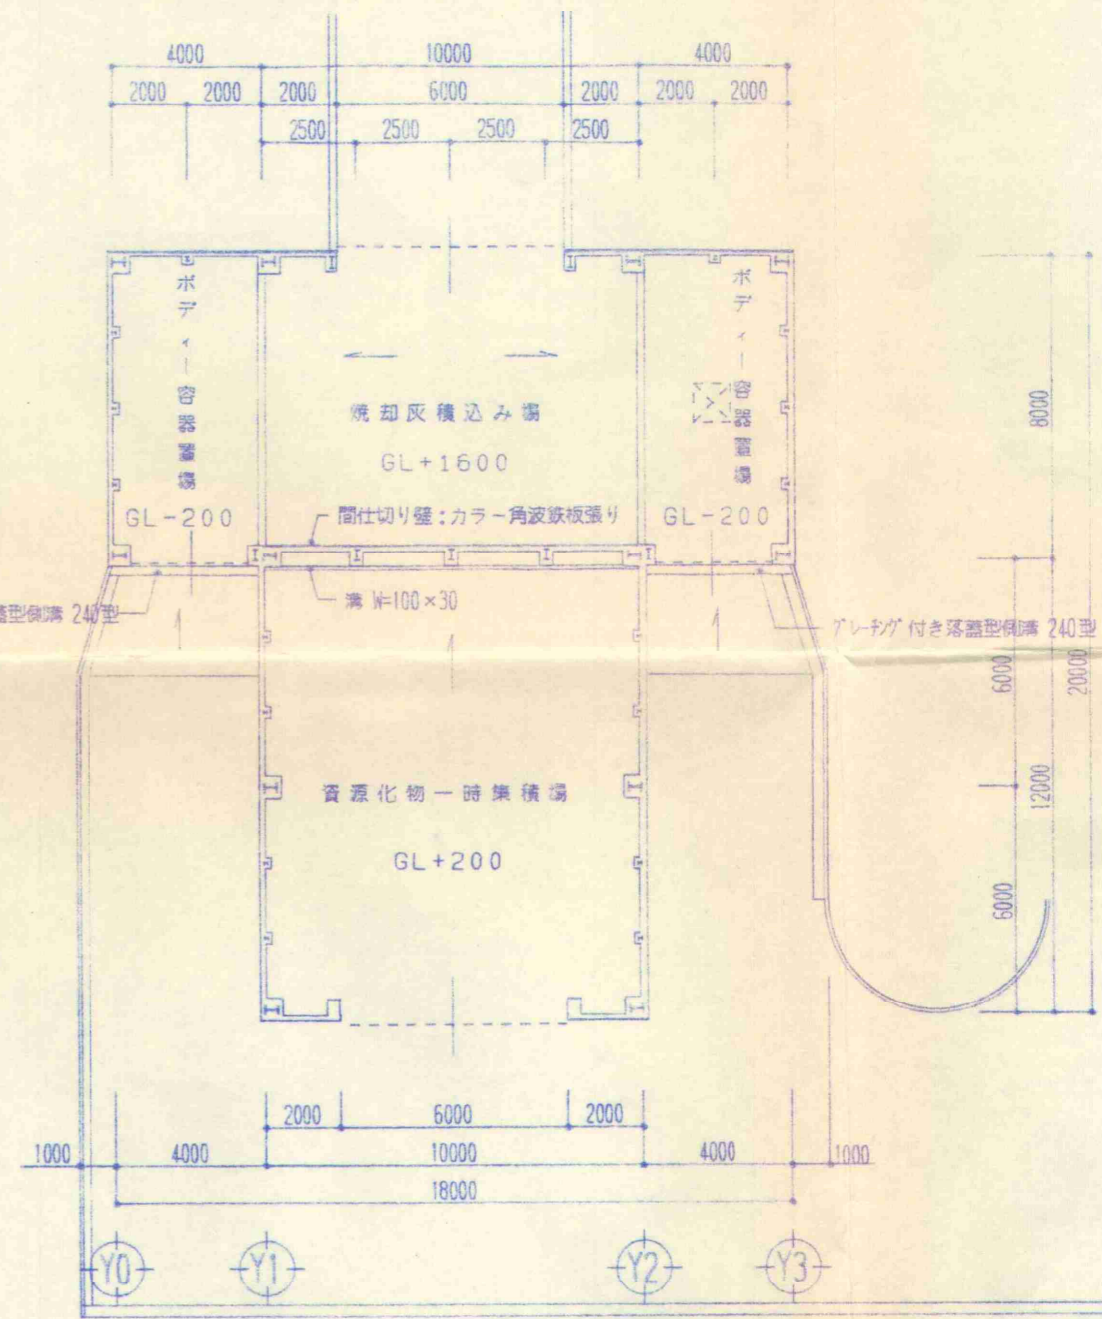 4000 10000 4000
2000 2000 2000 6000 2000 2000 2000
2500 2500 2500 2500
ボディー容器置場
GL-200
焼却灰積込み場
GL+1600
間仕切り壁:カラー角波鉄板張り
ボディー容器置場
GL-200
8000
蓋型側溝 240型
溝 W=100×30
グレーチング付き落蓋型側溝 240型
6000
20000
12000
6000
資源化物一時集積場
GL+200
2000 6000 2000
1000 4000 10000 4000 1000
18000
Y0 Y1 Y2 Y3